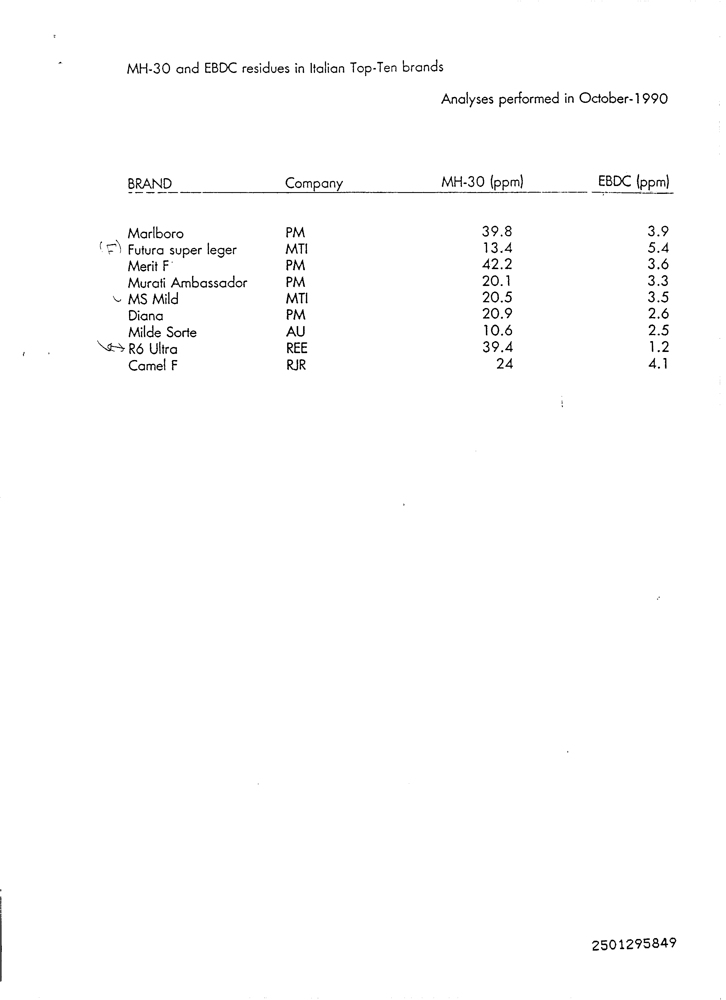 MH-30 and EBDC residues in Italian Top-Ten brands
Analyses performed in October-1990
BRAND Company MH-30 (ppm) EBDC (ppm)
Marlboro PM 39.8 3.9
Futura super leger MTI 13.4 5.4
Merit F PM 42.2 3.6
Murati Ambassador PM 20.1 3.3
MS Mild MTI 20.5 3.5
Diana PM 20.9 2.6
Milde Sorte AU 10.6 2.5
R6 Ultra REE 39.4 1.2
Camel F RJR 24 4.1
2501295849